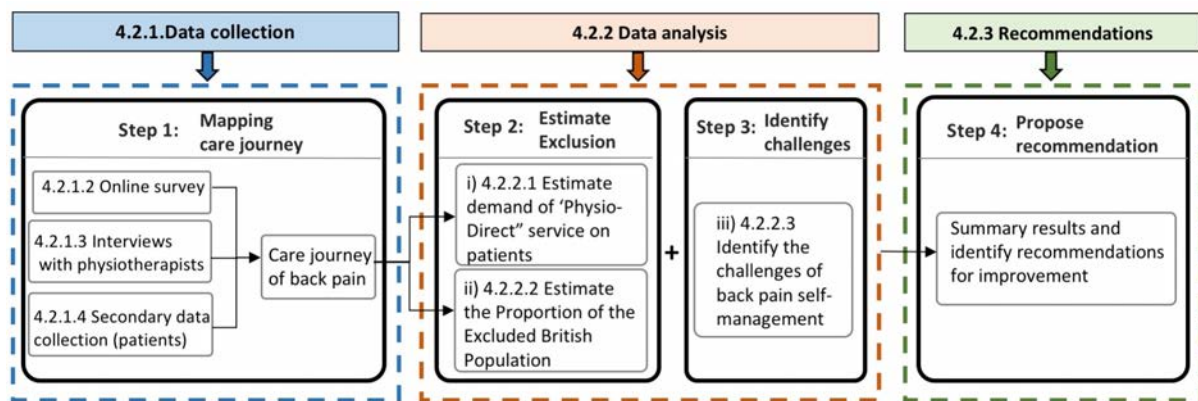 4.2.1.Data collection
4.2.2 Data analysis
4.2.3 Recommendations
Step 1: Mapping
care journey
4.2.1.2 Online survey
4.2.1.3 Interviews
with physiotherapists
4.2.1.4 Secondary data
collection (patients)
Care journey
of back pain
Step 2: Estimate
Exclusion
i) 4.2.2.1 Estimate
demand of ‘Physio-
Direct” service on
patients
ii) 4.2.2.2 Estimate
the Proportion of the
Excluded British
Population
+
Step 3: Identify
challenges
iii) 4.2.2.3
Identify the
challenges of
back pain self-
management
Step 4: Propose
recommendation
Summary results and
identify recommendations
for improvement